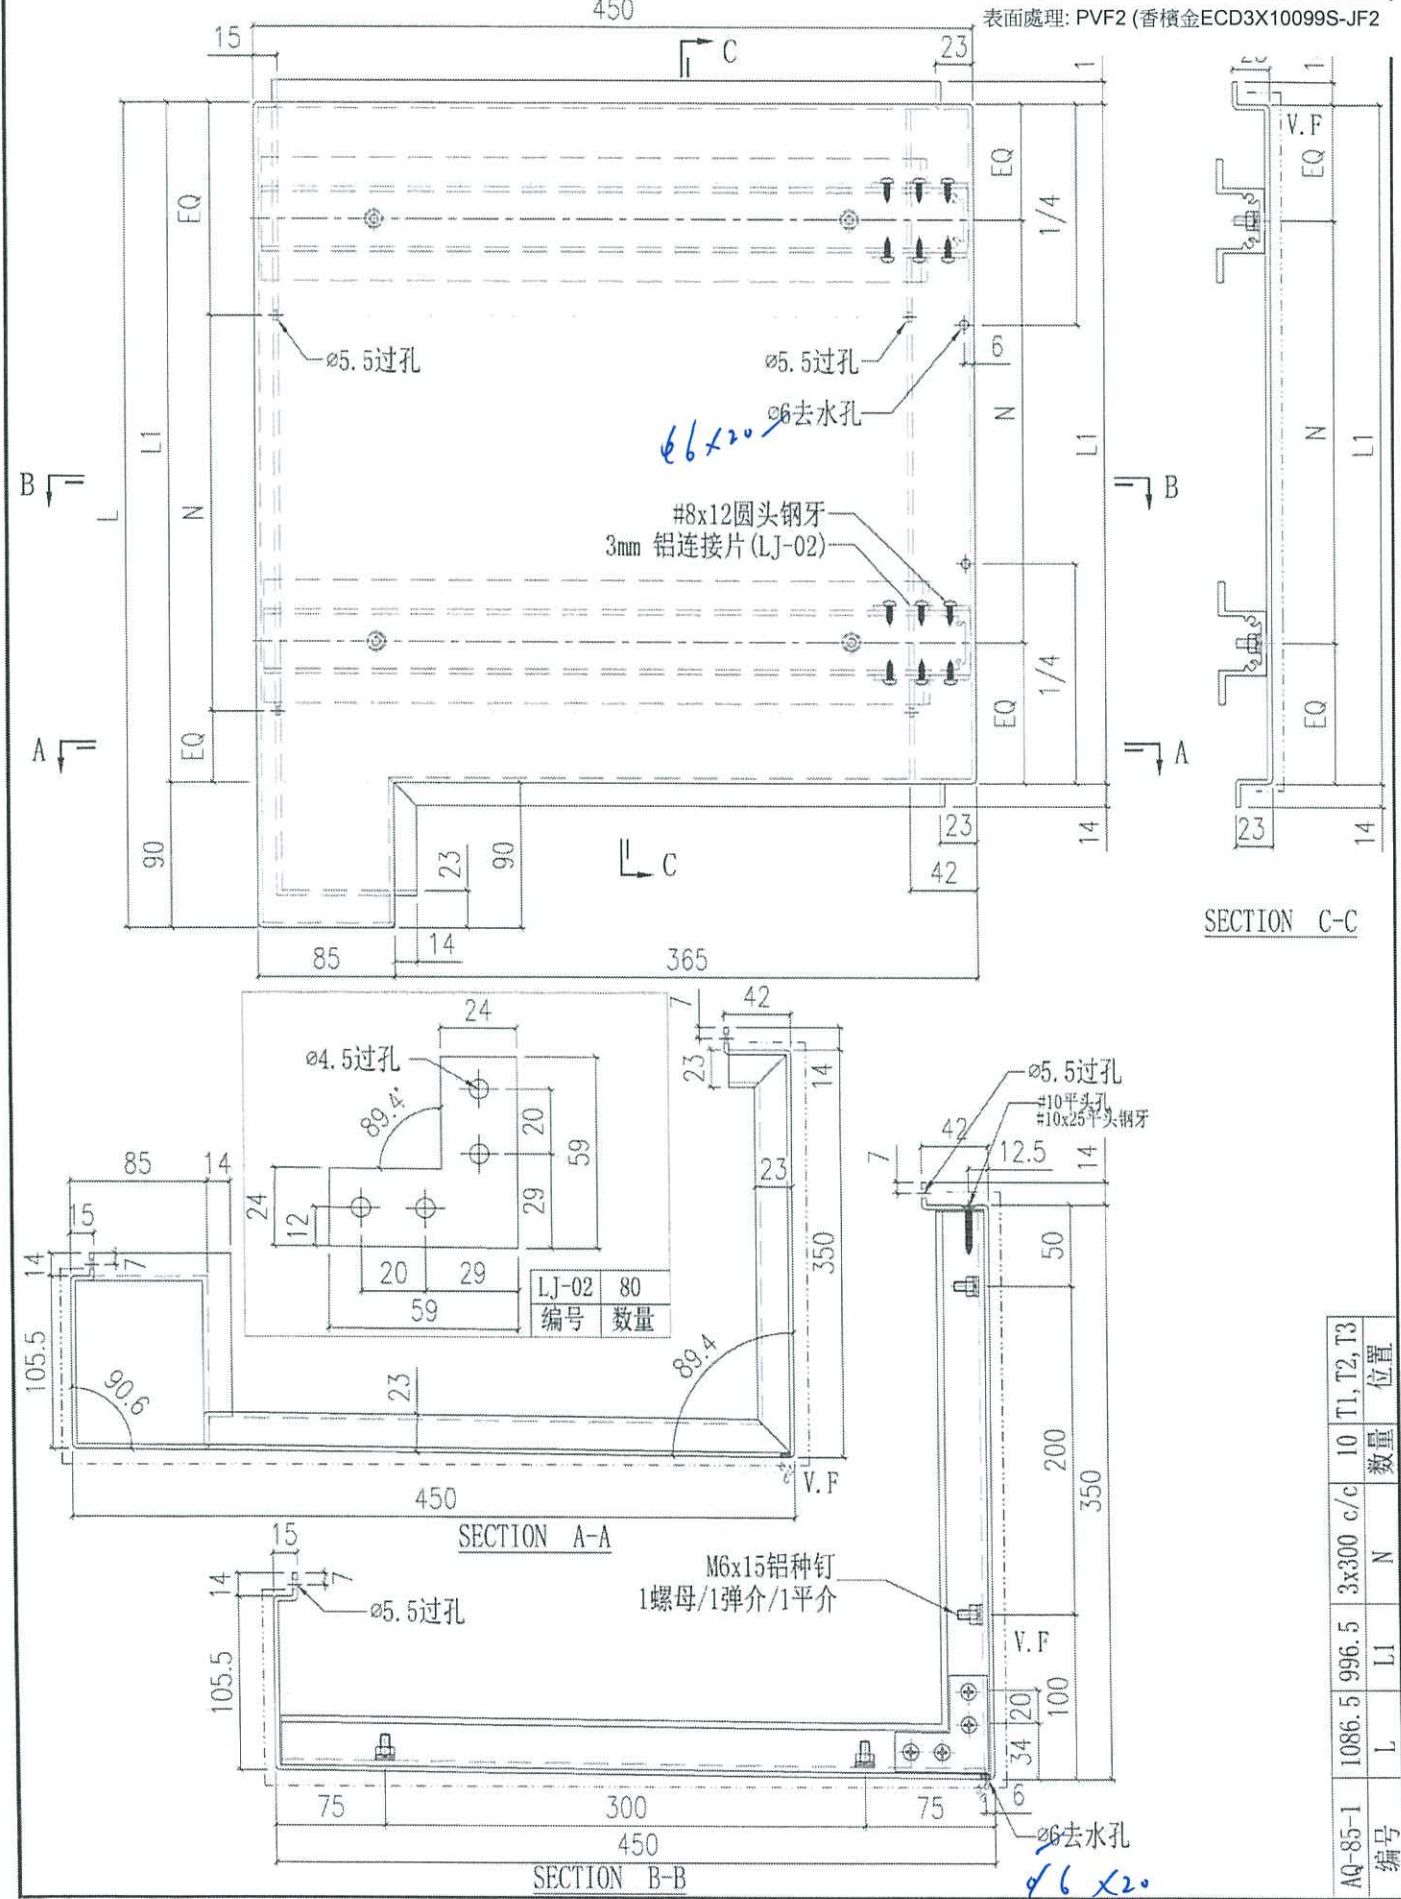 450
表面處理: PVF2 (香檳金ECD3X10099S-JF2
15
C
23
1
EQ
EQ
1/4
V.F
EQ
ø5.5过孔
ø5.5过孔
6
ø6去水孔
ø6x20
L1
N
L
N
L1
N
L1
B
B
#8x12圆头钢牙
3mm 铝连接片(LJ-02)
A
EQ
EQ
1/4
EQ
A
90
23
90
C
23
42
14
23
14
85
14
365
SECTION C-C
24
7
42
ø4.5过孔
89.4°
20
59
24
12
29
20
29
59
LJ-02 80
编号 数量
23
14
23
350
85
14
15
14
7
105.5
90.6
23
89.4
V.F
450
SECTION A-A
ø5.5过孔
#10平头孔
#10x25平头钢牙
42
12.5
7
14
50
200
350
15
14
7
ø5.5过孔
M6x15铝种钉
1螺母/1弹介/1平介
V.F
105.5
20
34
100
75
300
75
6
450
ø6去水孔
ø6 x20
SECTION B-B
AQ-85-1 1086.5 996.5 3x300 c/c 10 T1,T2,T3
编号 L L1 N 数量 位置